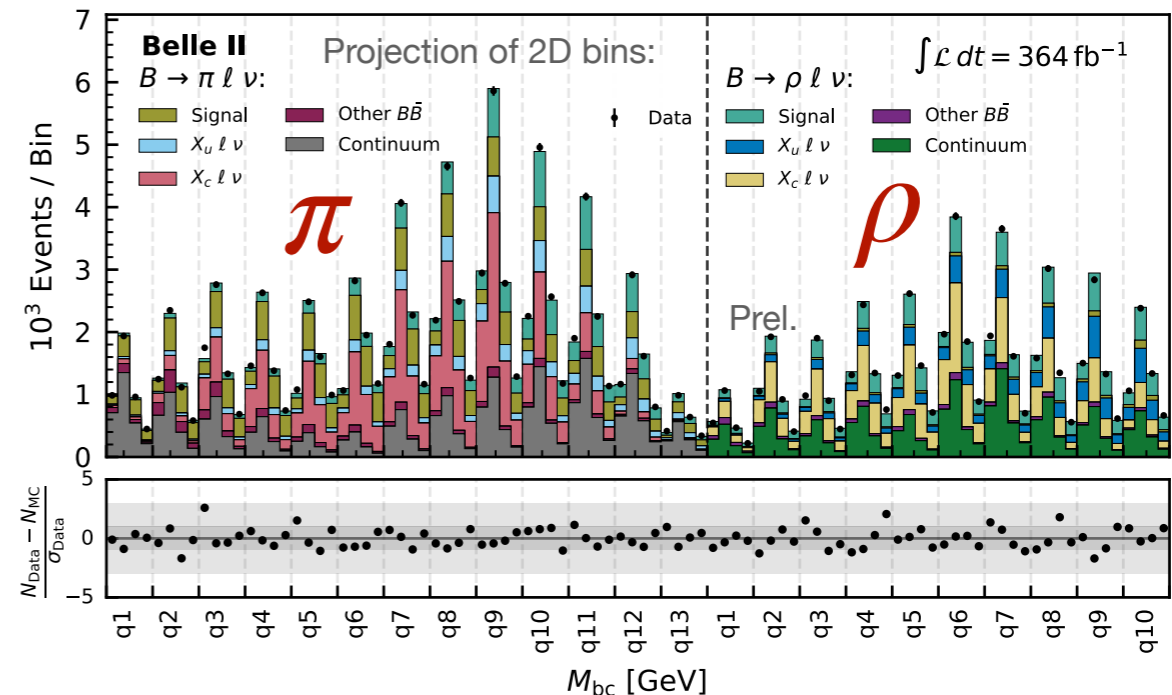 Belle II
Projection of 2D bins:
∫ℒ dt = 364 fb⁻¹
B → π ℓ ν:
Signal
X_u ℓ ν
X_c ℓ ν
Other BB̄
Continuum
Data
B → ρ ℓ ν:
Signal
X_u ℓ ν
X_c ℓ ν
Other BB̄
Continuum
π
ρ
Prel.
10³ Events / Bin
7
6
5
4
3
2
1
0
N_Data − N_MC
σ_Data
5
0
−5
q1 q2 q3 q4 q5 q6 q7 q8 q9 q10 q11 q12 q13 q1 q2 q3 q4 q5 q6 q7 q8 q9 q10
M_bc [GeV]